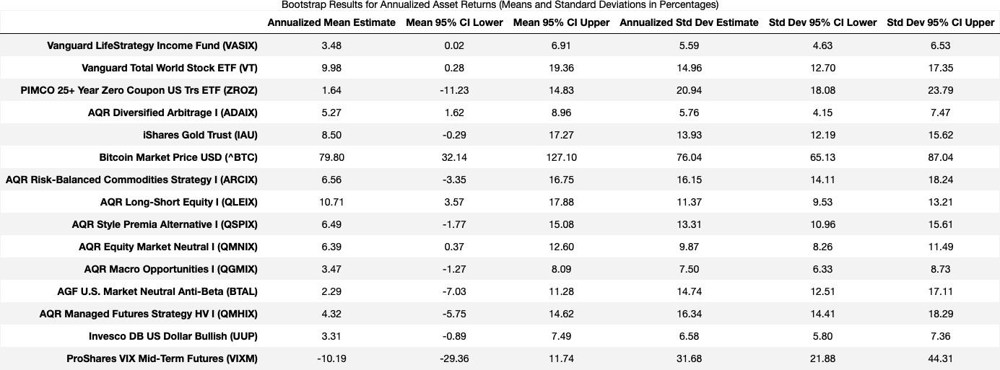 Bootstrap Results for Annualized Asset Returns (Means and Standard Deviations in Percentages)
Annualized Mean Estimate Mean 95% CI Lower Mean 95% CI Upper Annualized Std Dev Estimate Std Dev 95% CI Lower Std Dev 95% CI Upper
Vanguard LifeStrategy Income Fund (VASIX) 3.48 0.02 6.91 5.59 4.63 6.53
Vanguard Total World Stock ETF (VT) 9.98 0.28 19.36 14.96 12.70 17.35
PIMCO 25+ Year Zero Coupon US Trs ETF (ZROZ) 1.64 -11.23 14.83 20.94 18.08 23.79
AQR Diversified Arbitrage I (ADAIX) 5.27 1.62 8.96 5.76 4.15 7.47
iShares Gold Trust (IAU) 8.50 -0.29 17.27 13.93 12.19 15.62
Bitcoin Market Price USD (^BTC) 79.80 32.14 127.10 76.04 65.13 87.04
AQR Risk-Balanced Commodities Strategy I (ARCIX) 6.56 -3.35 16.75 16.15 14.11 18.24
AQR Long-Short Equity I (QLEIX) 10.71 3.57 17.88 11.37 9.53 13.21
AQR Style Premia Alternative I (QSPIX) 6.49 -1.77 15.08 13.31 10.96 15.61
AQR Equity Market Neutral I (QMNIX) 6.39 0.37 12.60 9.87 8.26 11.49
AQR Macro Opportunities I (QGMIX) 3.47 -1.27 8.09 7.50 6.33 8.73
AGF U.S. Market Neutral Anti-Beta (BTAL) 2.29 -7.03 11.28 14.74 12.51 17.11
AQR Managed Futures Strategy HV I (QMHIX) 4.32 -5.75 14.62 16.34 14.41 18.29
Invesco DB US Dollar Bullish (UUP) 3.31 -0.89 7.49 6.58 5.80 7.36
ProShares VIX Mid-Term Futures (VIXM) -10.19 -29.36 11.74 31.68 21.88 44.31